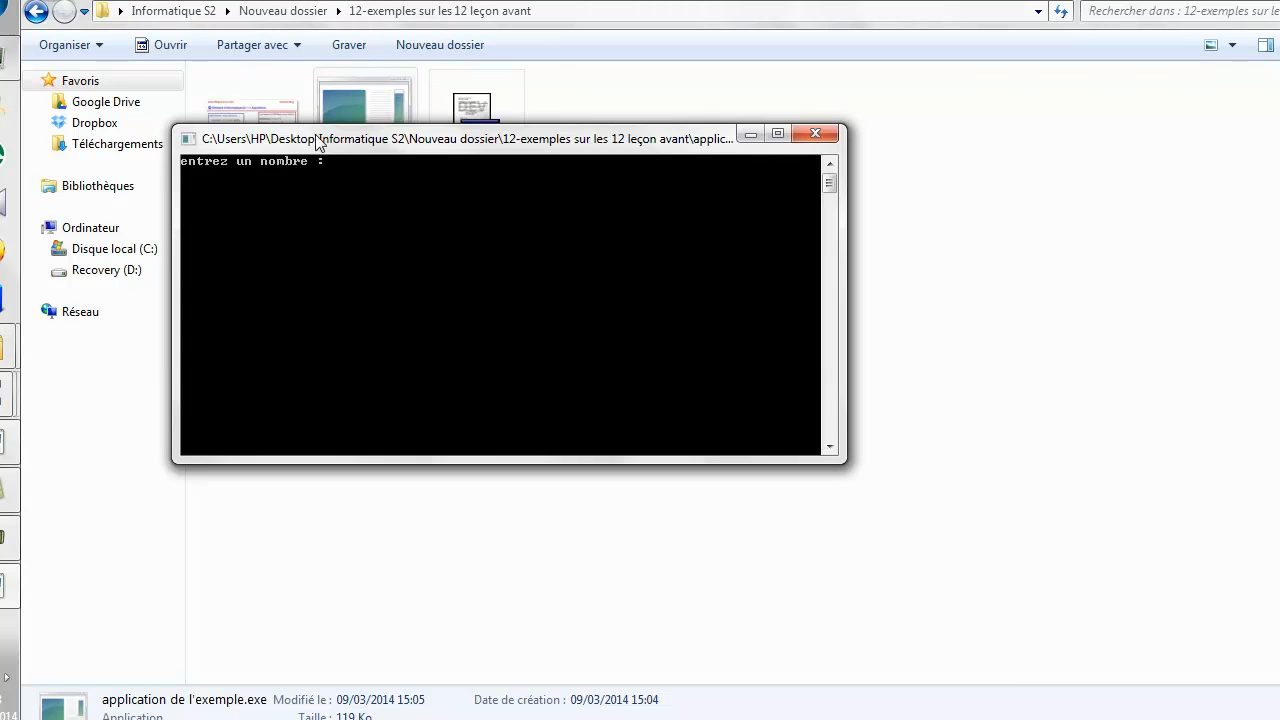 Informatique S2 Nouveau dossier 12-exemples sur les 12 leçon avant
Rechercher dans : 12-exemples sur le
Organiser Ouvrir Partager avec Graver Nouveau dossier
Favoris
Google Drive
Dropbox
Téléchargements
Bibliothèques
Ordinateur
Disque local (C:)
Recovery (D:)
Réseau
DEV
C:\Users\HP\Desktop\Informatique S2\Nouveau dossier\12-exemples sur les 12 leçon avant\applic...
entrez un nombre :
application de l'exemple.exe Modifié le : 09/03/2014 15:05 Date de création : 09/03/2014 15:04
Application Taille : 119 Ko